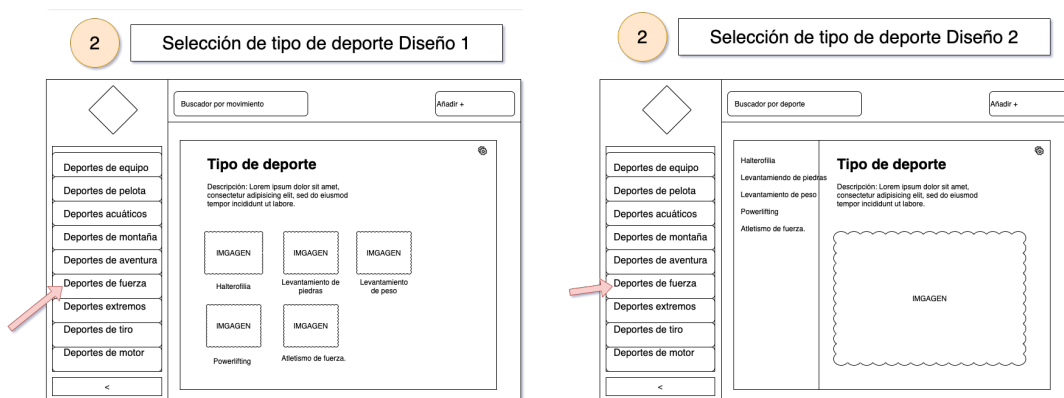 2
Selección de tipo de deporte Diseño 1
Buscador por movimiento
Añadir +
Deportes de equipo
Deportes de pelota
Deportes acuáticos
Deportes de montaña
Deportes de aventura
Deportes de fuerza
Deportes extremos
Deportes de tiro
Deportes de motor
<
Tipo de deporte
Descripción: Lorem ipsum dolor sit amet,
consectetur adipisicing elit, sed do eiusmod
tempor incididunt ut labore.
IMGAGEN
IMGAGEN
IMGAGEN
Halterofilia
Levantamiento de
piedras
Levantamiento
de peso
IMGAGEN
IMGAGEN
Powerlifting
Atletismo de fuerza.
2
Selección de tipo de deporte Diseño 2
Buscador por deporte
Añadir +
Deportes de equipo
Deportes de pelota
Deportes acuáticos
Deportes de montaña
Deportes de aventura
Deportes de fuerza
Deportes extremos
Deportes de tiro
Deportes de motor
<
Halterofilia
Levantamiendo de piedras
Levantamiento de peso
Powerlifting
Atletismo de fuerza.
Tipo de deporte
Descripción: Lorem ipsum dolor sit amet,
consectetur adipisicing elit, sed do eiusmod
tempor incididunt ut labore.
IMGAGEN